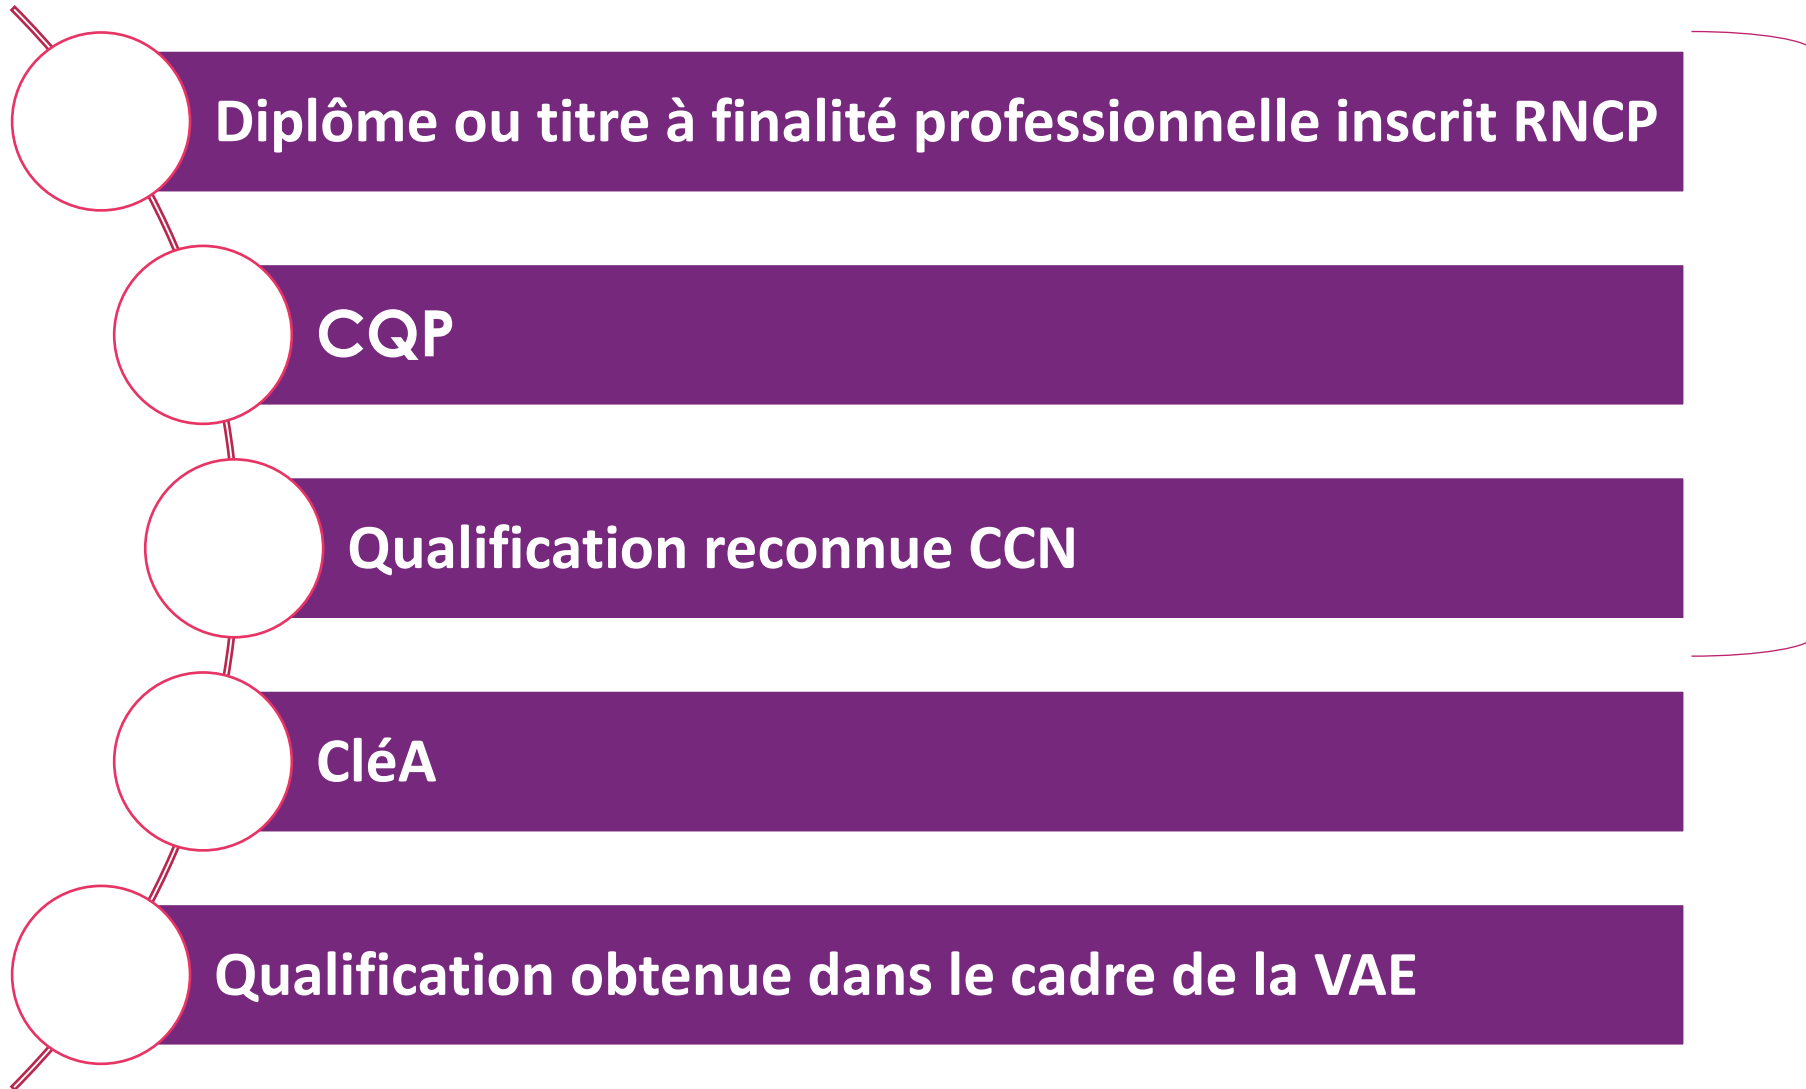 Diplôme ou titre à finalité professionnelle inscrit RNCP
CQP
Qualification reconnue CCN
CléA
Qualification obtenue dans le cadre de la VAE